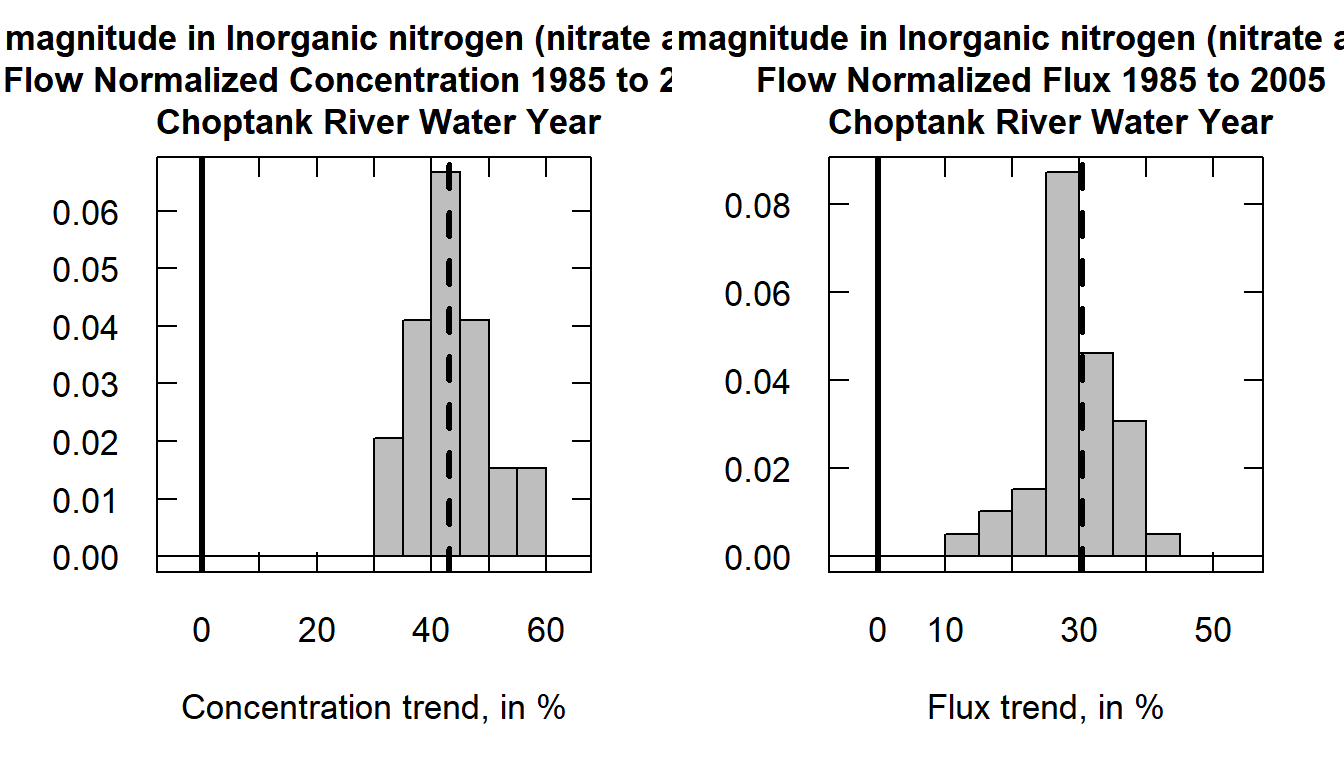 magnitude in Inorganic nitrogen (nitrate
Flow Normalized Concentration 1985 to
Choptank River Water Year
0.06
0.05
0.04
0.03
0.02
0.01
0.00
0 20 40 60
Concentration trend, in %
magnitude in Inorganic nitrogen (nitrate
Flow Normalized Flux 1985 to 2005
Choptank River Water Year
0.08
0.06
0.04
0.02
0.00
0 10 30 50
Flux trend, in %